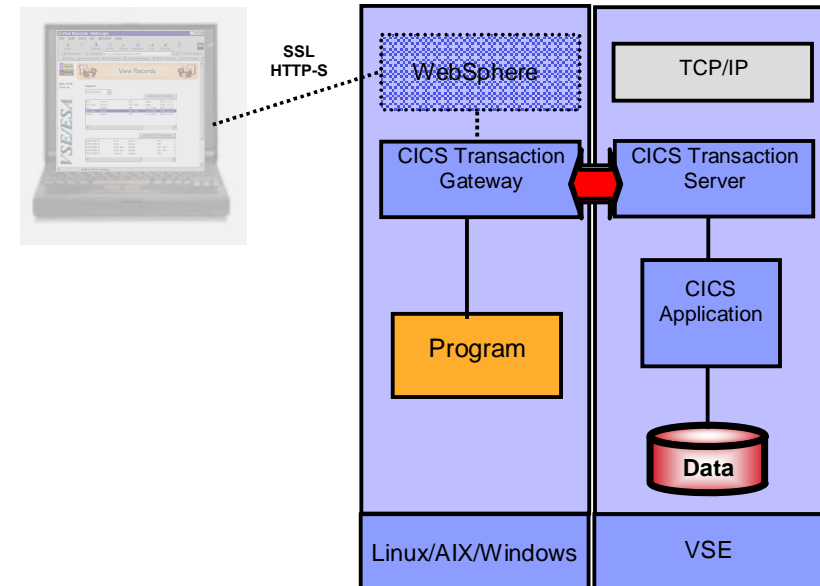 View Records
VSE/ESA
SSL
HTTP-S
WebSphere
TCP/IP
CICS Transaction
Gateway
CICS Transaction
Server
CICS
Application
Program
Data
Linux/AIX/Windows
VSE